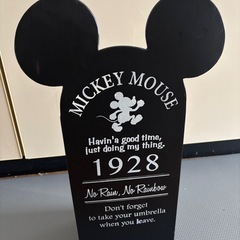 MICKEY MOUSE
Havin's good time,
just doing my thing.
1928
No Rain, No Rainbow
Don't forget
to take your umbrella
when you leave.